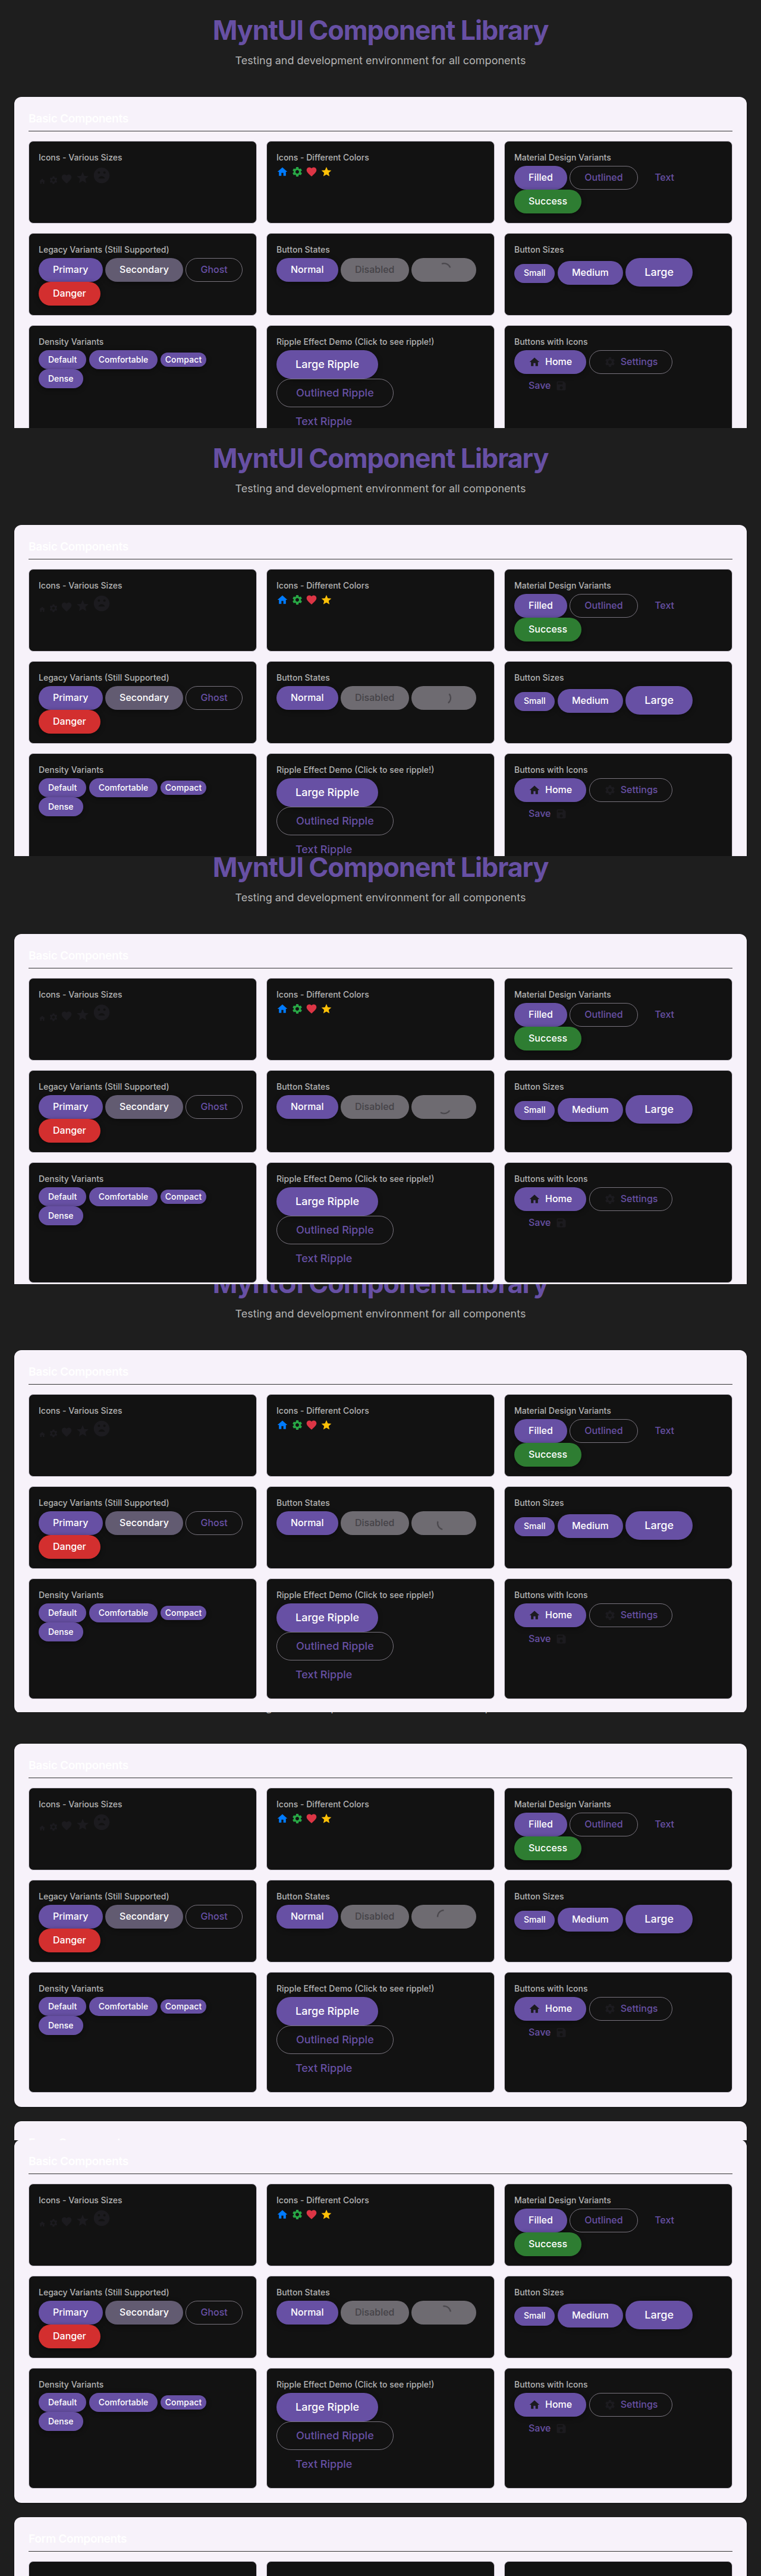 MyntUI Component Library
Testing and development environment for all components
Basic Components
Icons - Various Sizes
Icons - Different Colors
Material Design Variants
Filled
Outlined
Text
Success
Legacy Variants (Still Supported)
Button States
Button Sizes
Primary
Secondary
Ghost
Normal
Disabled
Small
Medium
Large
Danger
Density Variants
Ripple Effect Demo (Click to see ripple!)
Buttons with Icons
Default
Comfortable
Compact
Large Ripple
Home
Settings
Dense
Save
Outlined Ripple
Text Ripple
MyntUI Component Library
Testing and development environment for all components
Basic Components
Icons - Various Sizes
Icons - Different Colors
Material Design Variants
Filled
Outlined
Text
Success
Legacy Variants (Still Supported)
Button States
Button Sizes
Primary
Secondary
Ghost
Normal
Disabled
Small
Medium
Large
Danger
Density Variants
Ripple Effect Demo (Click to see ripple!)
Buttons with Icons
Default
Comfortable
Compact
Large Ripple
Home
Settings
Dense
Save
Outlined Ripple
Text Ripple
MyntUI Component Library
Testing and development environment for all components
Basic Components
Icons - Various Sizes
Icons - Different Colors
Material Design Variants
Filled
Outlined
Text
Success
Legacy Variants (Still Supported)
Button States
Button Sizes
Primary
Secondary
Ghost
Normal
Disabled
Small
Medium
Large
Danger
Density Variants
Ripple Effect Demo (Click to see ripple!)
Buttons with Icons
Default
Comfortable
Compact
Large Ripple
Home
Settings
Dense
Save
Outlined Ripple
Text Ripple
MyntUI Component Library
Testing and development environment for all components
Basic Components
Icons - Various Sizes
Icons - Different Colors
Material Design Variants
Filled
Outlined
Text
Success
Legacy Variants (Still Supported)
Button States
Button Sizes
Primary
Secondary
Ghost
Normal
Disabled
Small
Medium
Large
Danger
Density Variants
Ripple Effect Demo (Click to see ripple!)
Buttons with Icons
Default
Comfortable
Compact
Large Ripple
Home
Settings
Dense
Save
Outlined Ripple
Text Ripple
Basic Components
Icons - Various Sizes
Icons - Different Colors
Material Design Variants
Filled
Outlined
Text
Success
Legacy Variants (Still Supported)
Button States
Button Sizes
Primary
Secondary
Ghost
Normal
Disabled
Small
Medium
Large
Danger
Density Variants
Ripple Effect Demo (Click to see ripple!)
Buttons with Icons
Default
Comfortable
Compact
Large Ripple
Home
Settings
Dense
Save
Outlined Ripple
Text Ripple
Basic Components
Icons - Various Sizes
Icons - Different Colors
Material Design Variants
Filled
Outlined
Text
Success
Legacy Variants (Still Supported)
Button States
Button Sizes
Primary
Secondary
Ghost
Normal
Disabled
Small
Medium
Large
Danger
Density Variants
Ripple Effect Demo (Click to see ripple!)
Buttons with Icons
Default
Comfortable
Compact
Large Ripple
Home
Settings
Dense
Save
Outlined Ripple
Text Ripple
Form Components